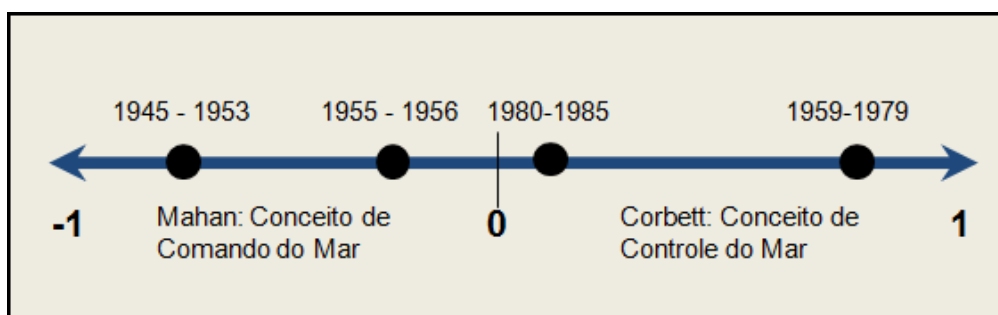 1945 - 1953
1955 - 1956
1980-1985
1959-1979
-1
Mahan: Conceito de
Comando do Mar
0
Corbett: Conceito de
Controle do Mar
1